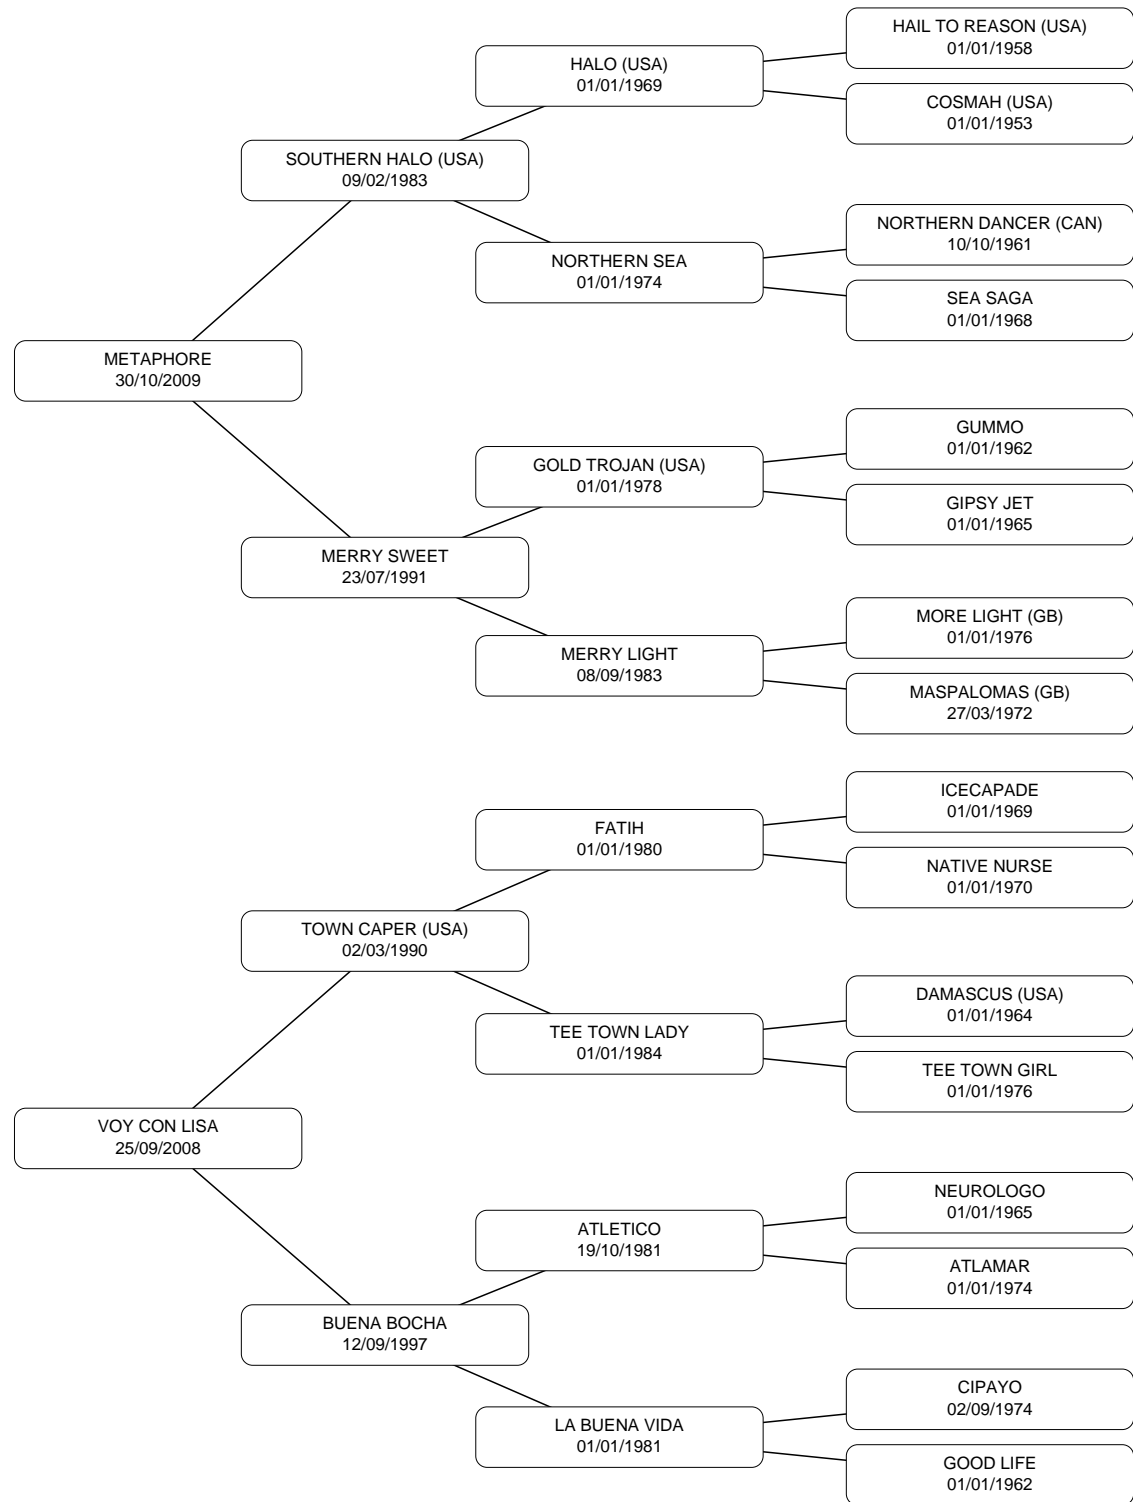 HAIL TO REASON (USA)
01/01/1958
HALO (USA)
01/01/1969
COSMAH (USA)
01/01/1953
SOUTHERN HALO (USA)
09/02/1983
NORTHERN DANCER (CAN)
10/10/1961
NORTHERN SEA
01/01/1974
SEA SAGA
01/01/1968
METAPHORE
30/10/2009
GUMMO
01/01/1962
GOLD TROJAN (USA)
01/01/1978
GIPSY JET
01/01/1965
MERRY SWEET
23/07/1991
MORE LIGHT (GB)
01/01/1976
MERRY LIGHT
08/09/1983
MASPALOMAS (GB)
27/03/1972
ICECAPADE
01/01/1969
FATIH
01/01/1980
NATIVE NURSE
01/01/1970
TOWN CAPER (USA)
02/03/1990
DAMASCUS (USA)
01/01/1964
TEE TOWN LADY
01/01/1984
TEE TOWN GIRL
01/01/1976
VOY CON LISA
25/09/2008
NEUROLOGO
01/01/1965
ATLETICO
19/10/1981
ATLAMAR
01/01/1974
BUENA BOCHA
12/09/1997
CIPAYO
02/09/1974
LA BUENA VIDA
01/01/1981
GOOD LIFE
01/01/1962